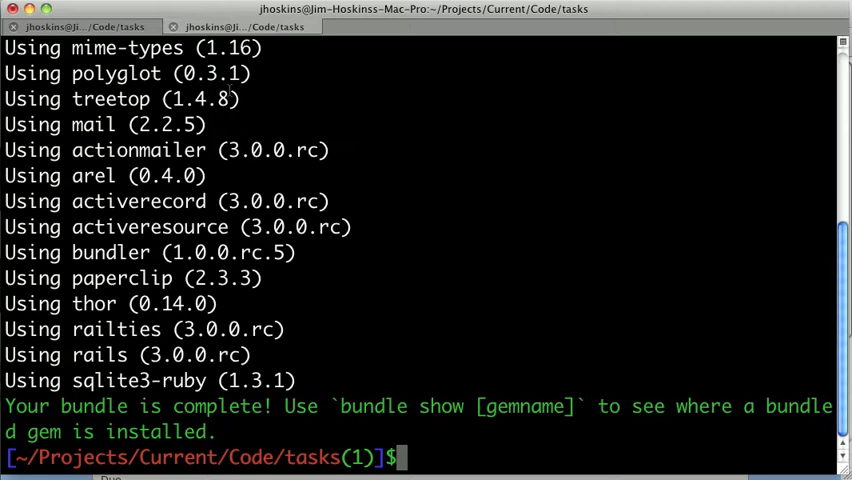 jhoskins@Jim-Hoskinss-Mac-Pro:~/Projects/Current/Code/tasks
jhoskins@Ji.../Code/tasks
jhoskins@Ji.../Code/tasks
Using mime-types (1.16)
Using polyglot (0.3.1)
Using treetop (1.4.8)
Using mail (2.2.5)
Using actionmailer (3.0.0.rc)
Using arel (0.4.0)
Using activerecord (3.0.0.rc)
Using activeresource (3.0.0.rc)
Using bundler (1.0.0.rc.5)
Using paperclip (2.3.3)
Using thor (0.14.0)
Using railties (3.0.0.rc)
Using rails (3.0.0.rc)
Using sqlite3-ruby (1.3.1)
Your bundle is complete! Use `bundle show [gemname]` to see where a bundle
d gem is installed.
[~/Projects/Current/Code/tasks(1)]$